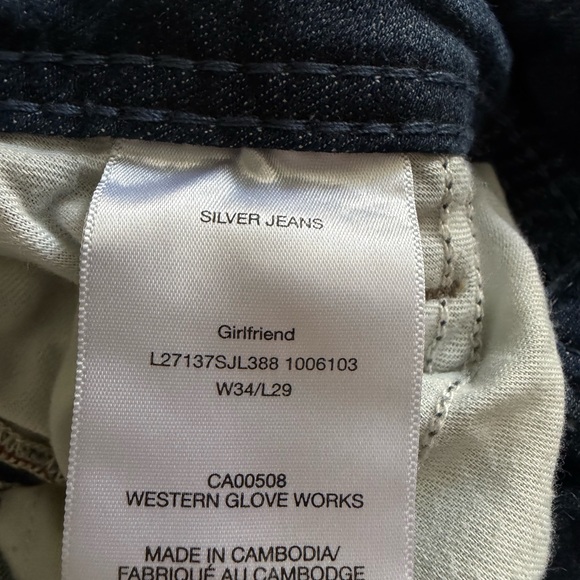 SILVER JEANS
Girlfriend
L27137SJL388 1006103
W34/L29
CA00508
WESTERN GLOVE WORKS
MADE IN CAMBODIA/
FABRIQUÉ AU CAMBODGE